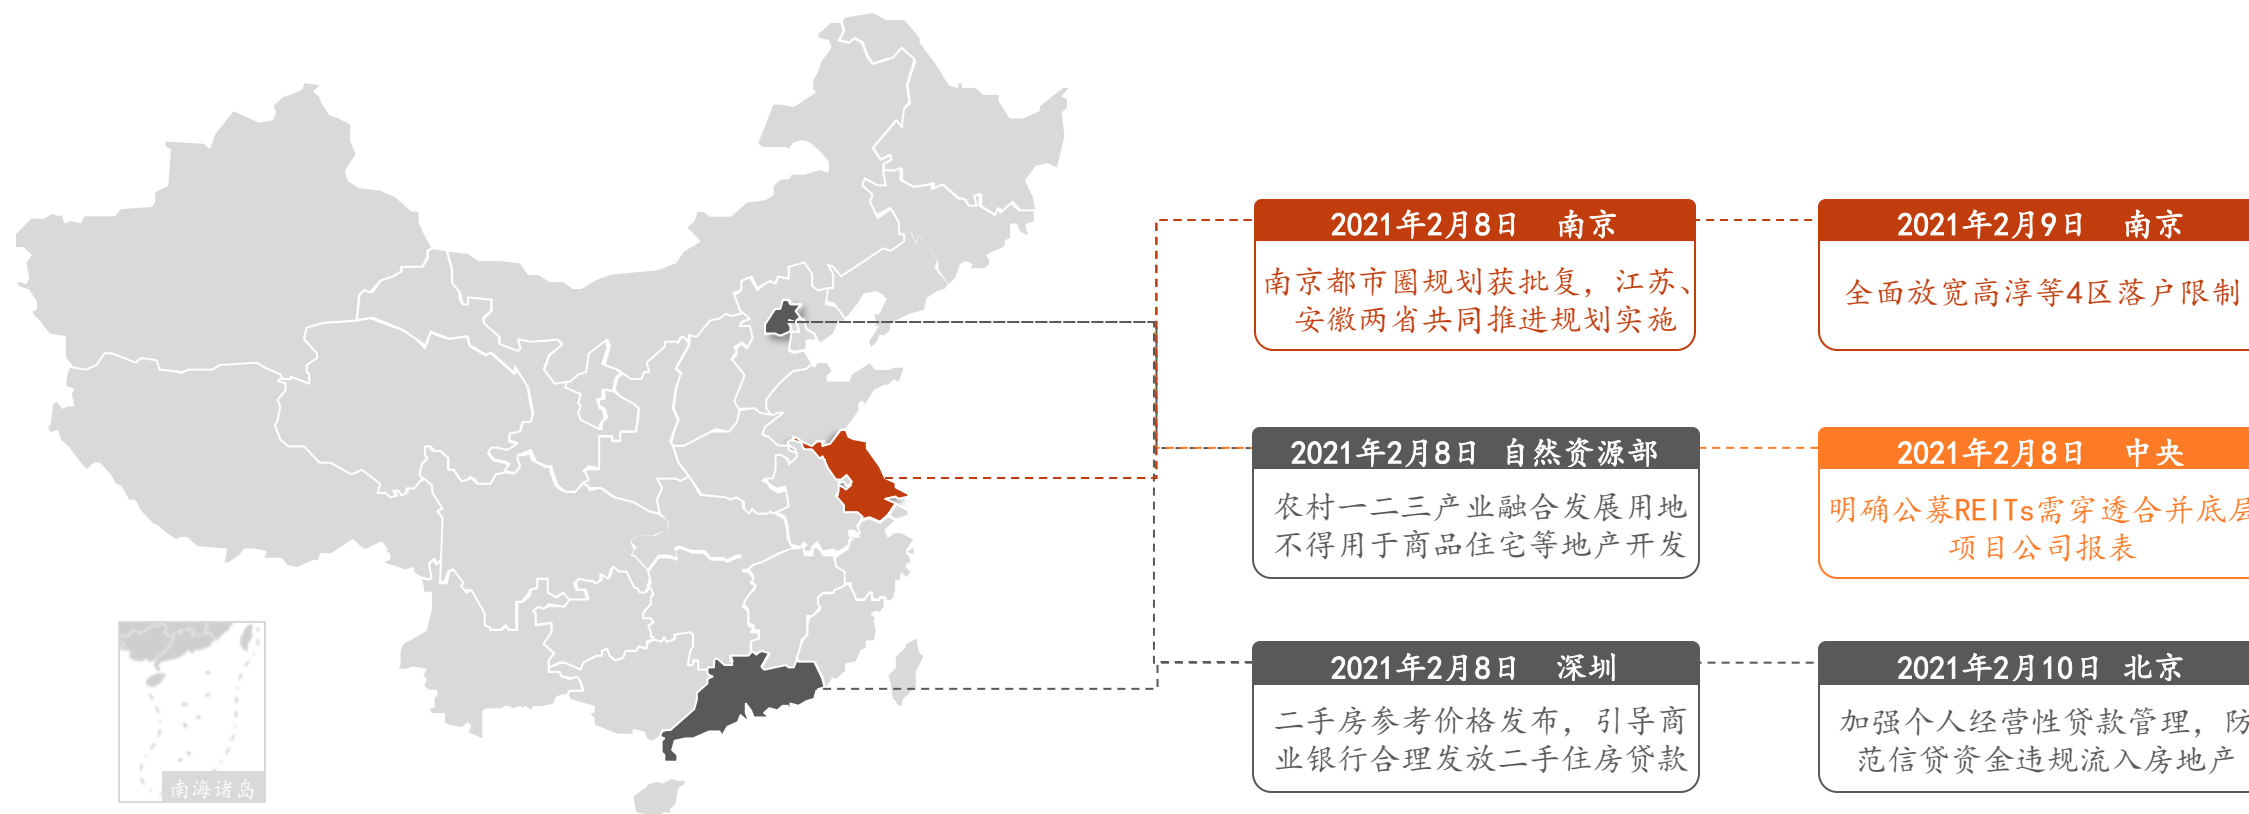 2021年2月8日 南京
南京都市圈规划获批复，江苏、
安徽两省共同推进规划实施
2021年2月9日 南京
全面放宽高淳等4区落户限制
2021年2月8日 自然资源部
农村一二三产业融合发展用地
不得用于商品住宅等地产开发
2021年2月8日 中央
明确公募REITs需穿透合并底层
项目公司报表
2021年2月8日 深圳
二手房参考价格发布，引导商
业银行合理发放二手住房贷款
2021年2月10日 北京
加强个人经营性贷款管理，防
范信贷资金违规流入房地产
南海诸岛